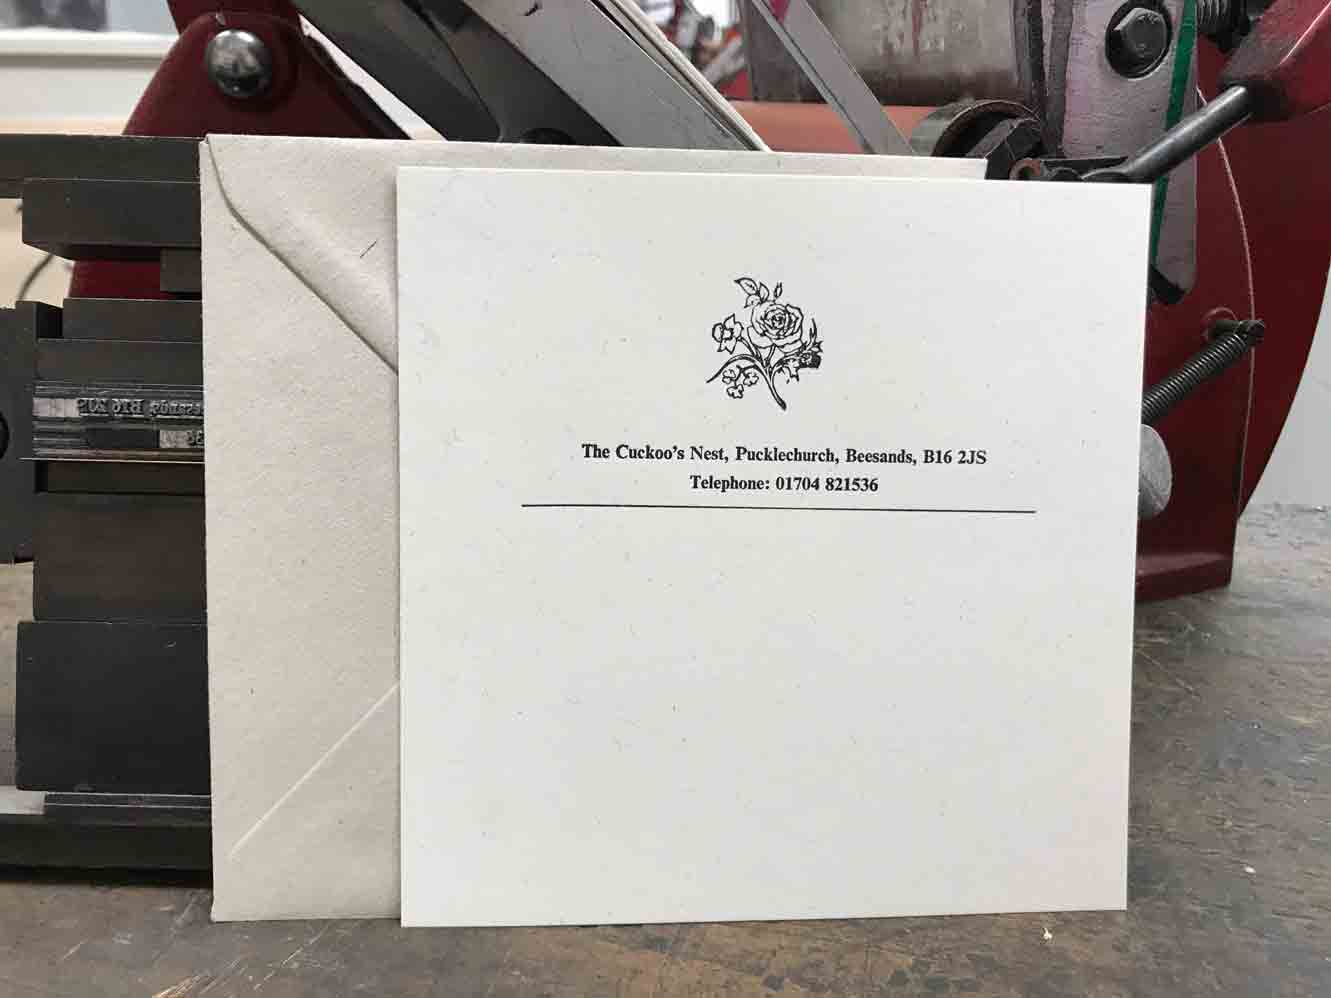 The Cuckoo's Nest, Pucklechurch, Beesands, B16 2JS
Telephone: 01704 821536